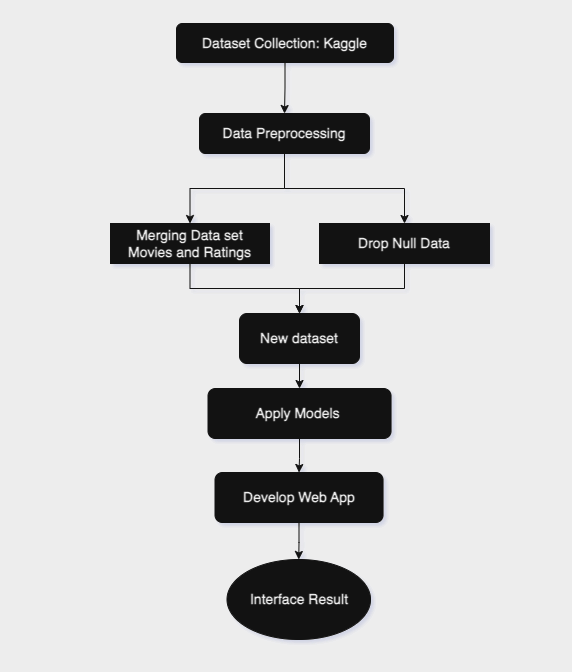 Dataset Collection: Kaggle
Data Preprocessing
Merging Data set
Movies and Ratings
Drop Null Data
New dataset
Apply Models
Develop Web App
Interface Result